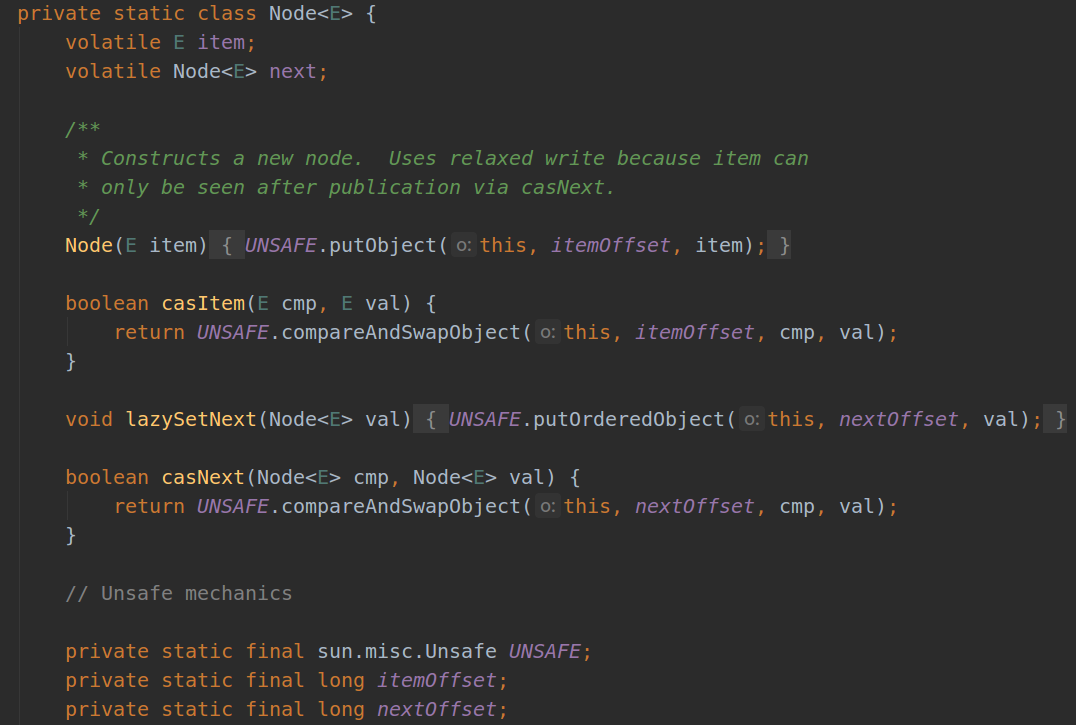 private static class Node<E> {
    volatile E item;
    volatile Node<E> next;

    /**
     * Constructs a new node.  Uses relaxed write because item can
     * only be seen after publication via casNext.
     */
    Node(E item) { UNSAFE.putObject( o: this, itemOffset, item); }

    boolean casItem(E cmp, E val) {
        return UNSAFE.compareAndSwapObject( o: this, itemOffset, cmp, val);
    }

    void lazySetNext(Node<E> val) { UNSAFE.putOrderedObject( o: this, nextOffset, val); }

    boolean casNext(Node<E> cmp, Node<E> val) {
        return UNSAFE.compareAndSwapObject( o: this, nextOffset, cmp, val);
    }

    // Unsafe mechanics

    private static final sun.misc.Unsafe UNSAFE;
    private static final long itemOffset;
    private static final long nextOffset;